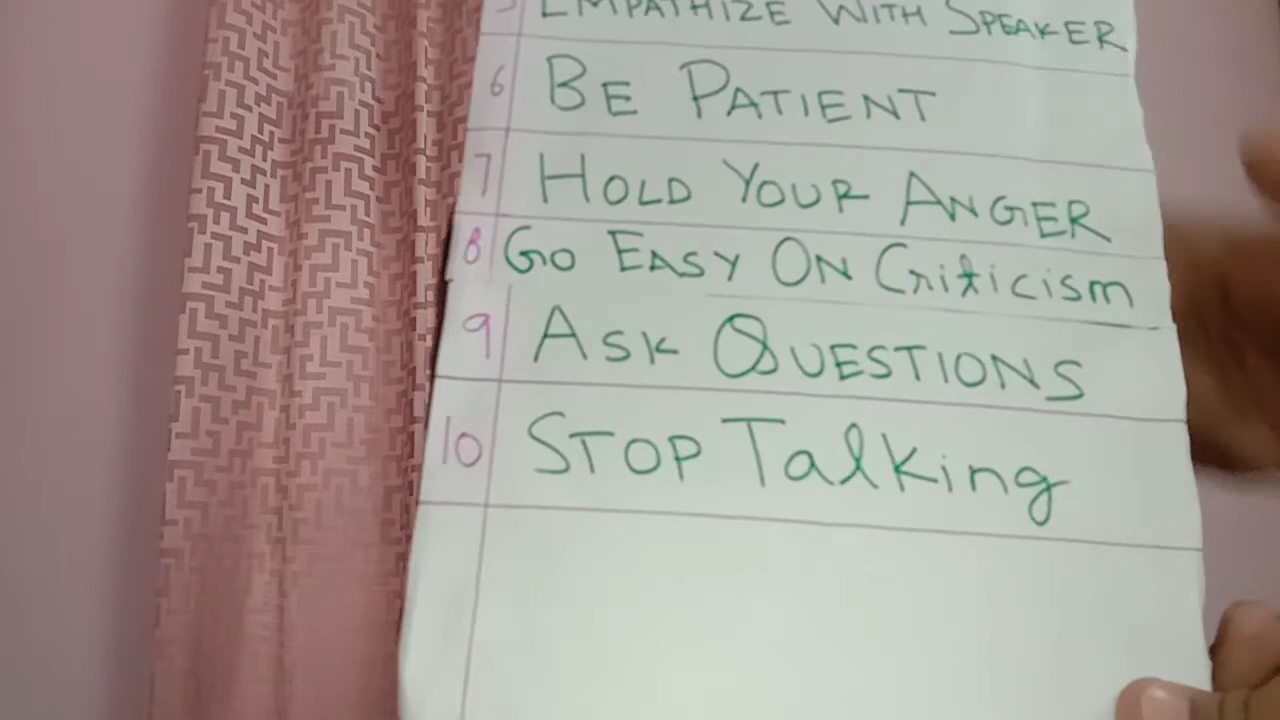 5 EMPATHIZE WITH SPEAKER
6 BE PATIENT
7 HOLD YOUR ANGER
8 GO EASY ON Criticism
9 ASK QUESTIONS
10 STOP Talking